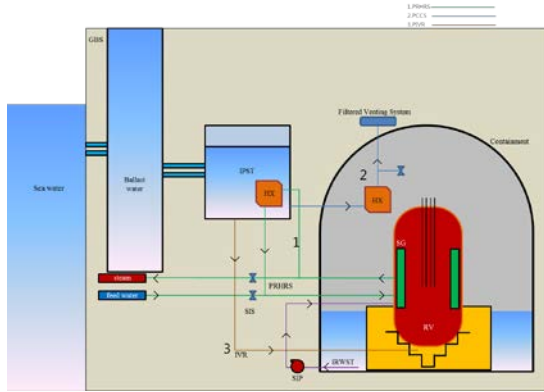 1.PRHRS
2.PCCS
3.PIVR
GBS
Filtered Venting System
Containment
2
Sea water
Ballast
water
IPST
HX
HX
1
SG
steam
feed water
PRHRS
SIS
RV
3
IVR
SIP
IRWST